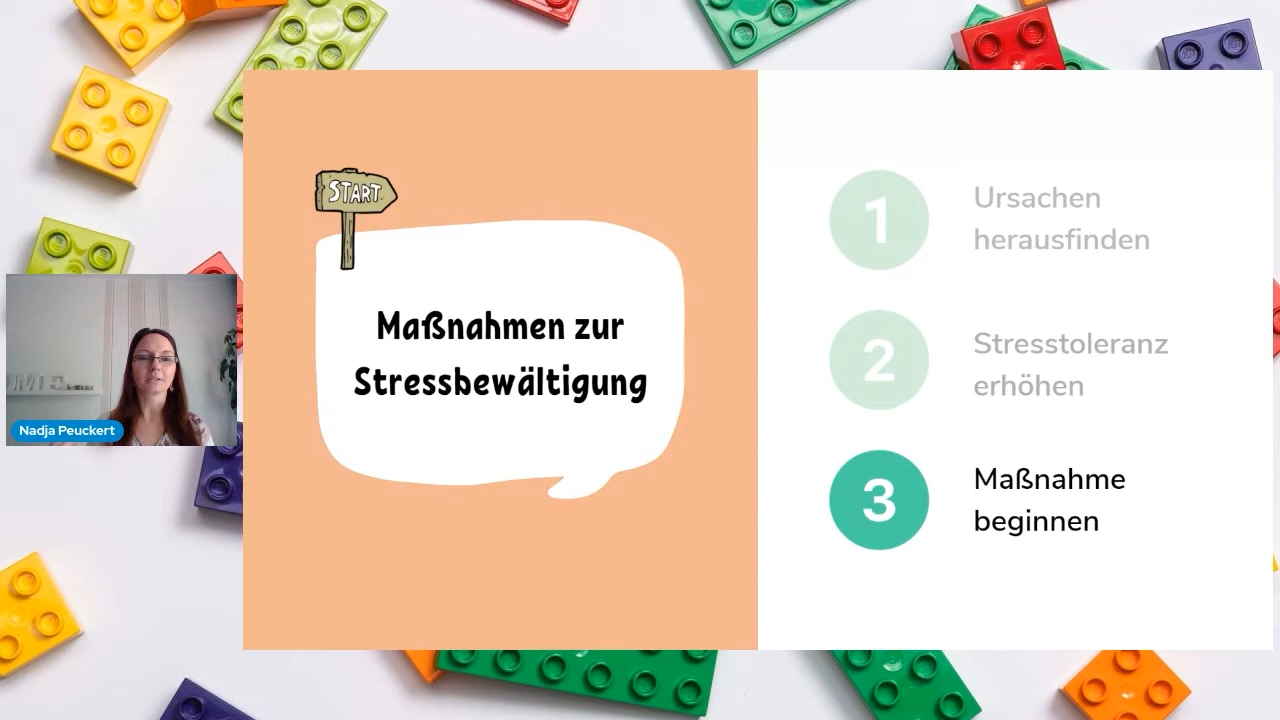 START
Maßnahmen zur
Stressbewältigung
1
Ursachen
herausfinden
2
Stresstoleranz
erhöhen
3
Maßnahme
beginnen
Nadja Peuckert